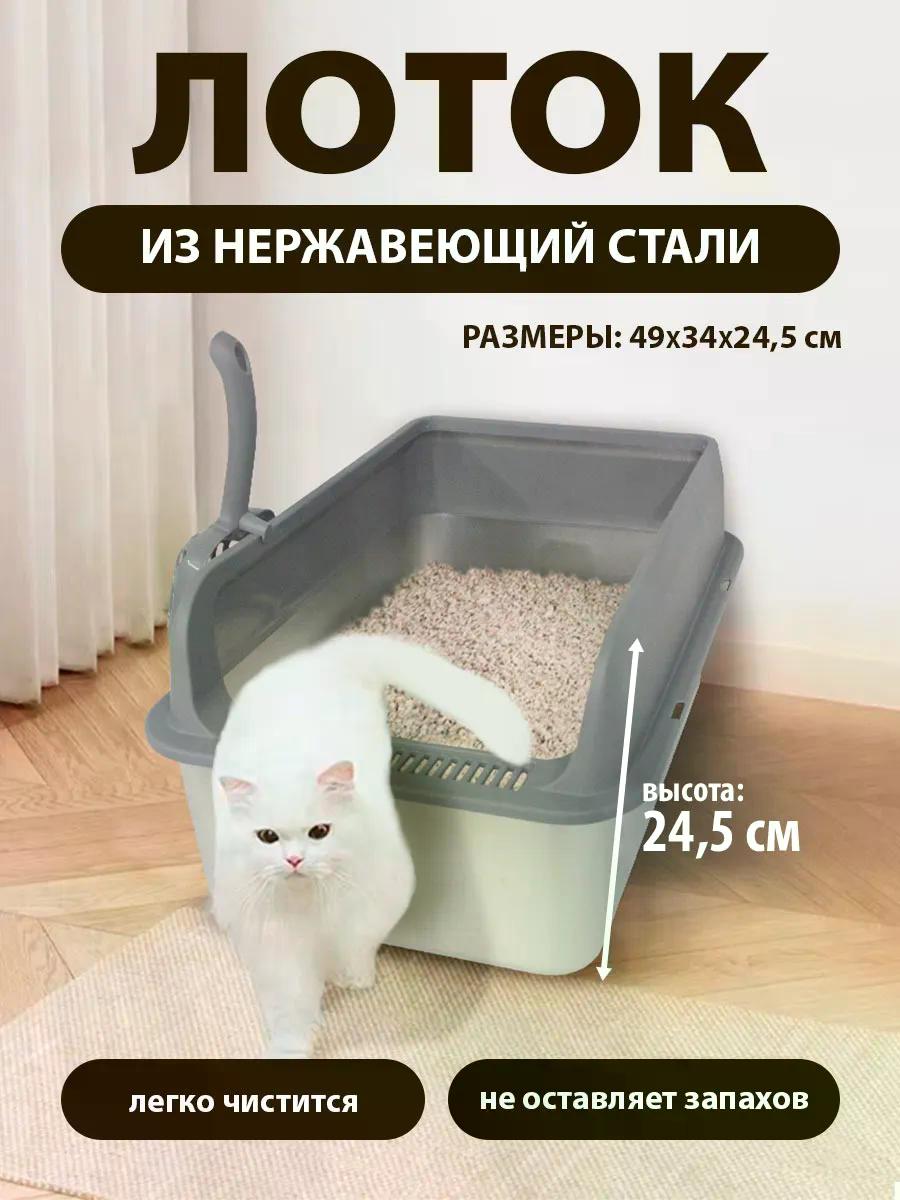 ЛОТОК
ИЗ НЕРЖАВЕЮЩИЙ СТАЛИ
РАЗМЕРЫ: 49х34х24,5 см
высота:
24,5 см
легко чистится
не оставляет запахов